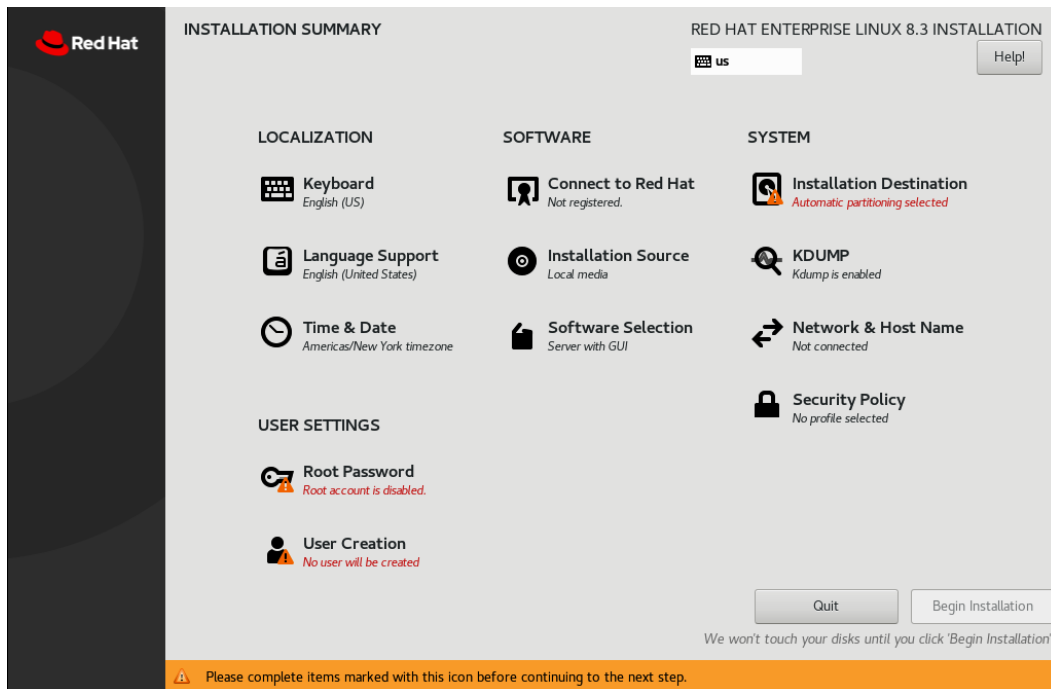 Red Hat
INSTALLATION SUMMARY
RED HAT ENTERPRISE LINUX 8.3 INSTALLATION
us
Help!
LOCALIZATION
Keyboard
English (US)
Language Support
English (United States)
Time & Date
Americas/New York timezone
SOFTWARE
Connect to Red Hat
Not registered.
Installation Source
Local media
Software Selection
Server with GUI
SYSTEM
Installation Destination
Automatic partitioning selected
KDUMP
Kdump is enabled
Network & Host Name
Not connected
Security Policy
No profile selected
USER SETTINGS
Root Password
Root account is disabled.
User Creation
No user will be created
Quit
Begin Installation
We won't touch your disks until you click 'Begin Installation'
Please complete items marked with this icon before continuing to the next step.